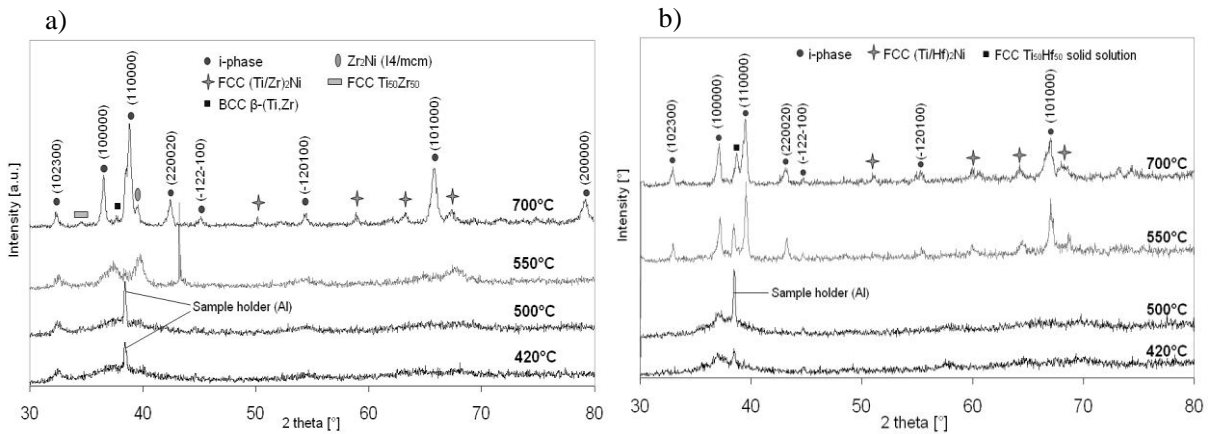 a)
i-phase
Zr₂Ni (I4/mcm)
FCC (Ti/Zr)₂Ni
FCC Ti₅₀Zr₅₀
BCC β-(Ti,Zr)
(102300)
(100000)
(110000)
(220020)
(-122-100)
(-120100)
(101000)
(200000)
700°C
550°C
Sample holder (Al)
500°C
420°C
Intensity [a.u.]
30 40 50 60 70 80
2 theta [°]
b)
i-phase
FCC (Ti/Hf)₂Ni
FCC Ti₅₀Hf₅₀ solid solution
(102300)
(100000)
(110000)
(220020)
(-122-100)
(-120100)
(101000)
700°C
550°C
Sample holder (Al)
500°C
420°C
Intensity [°]
30 40 50 60 70 80
2 theta [°]